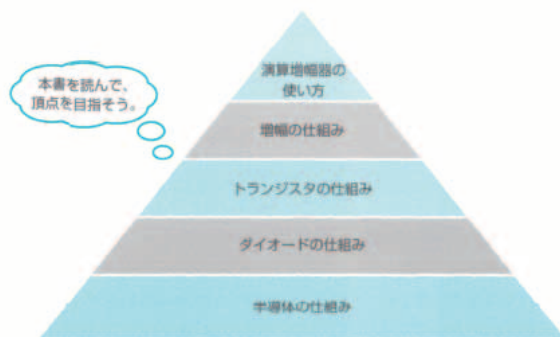 演算増幅器の
使い方
本書を読んで、
頂点を目指そう。
増幅の仕組み
トランジスタの仕組み
ダイオードの仕組み
半導体の仕組み